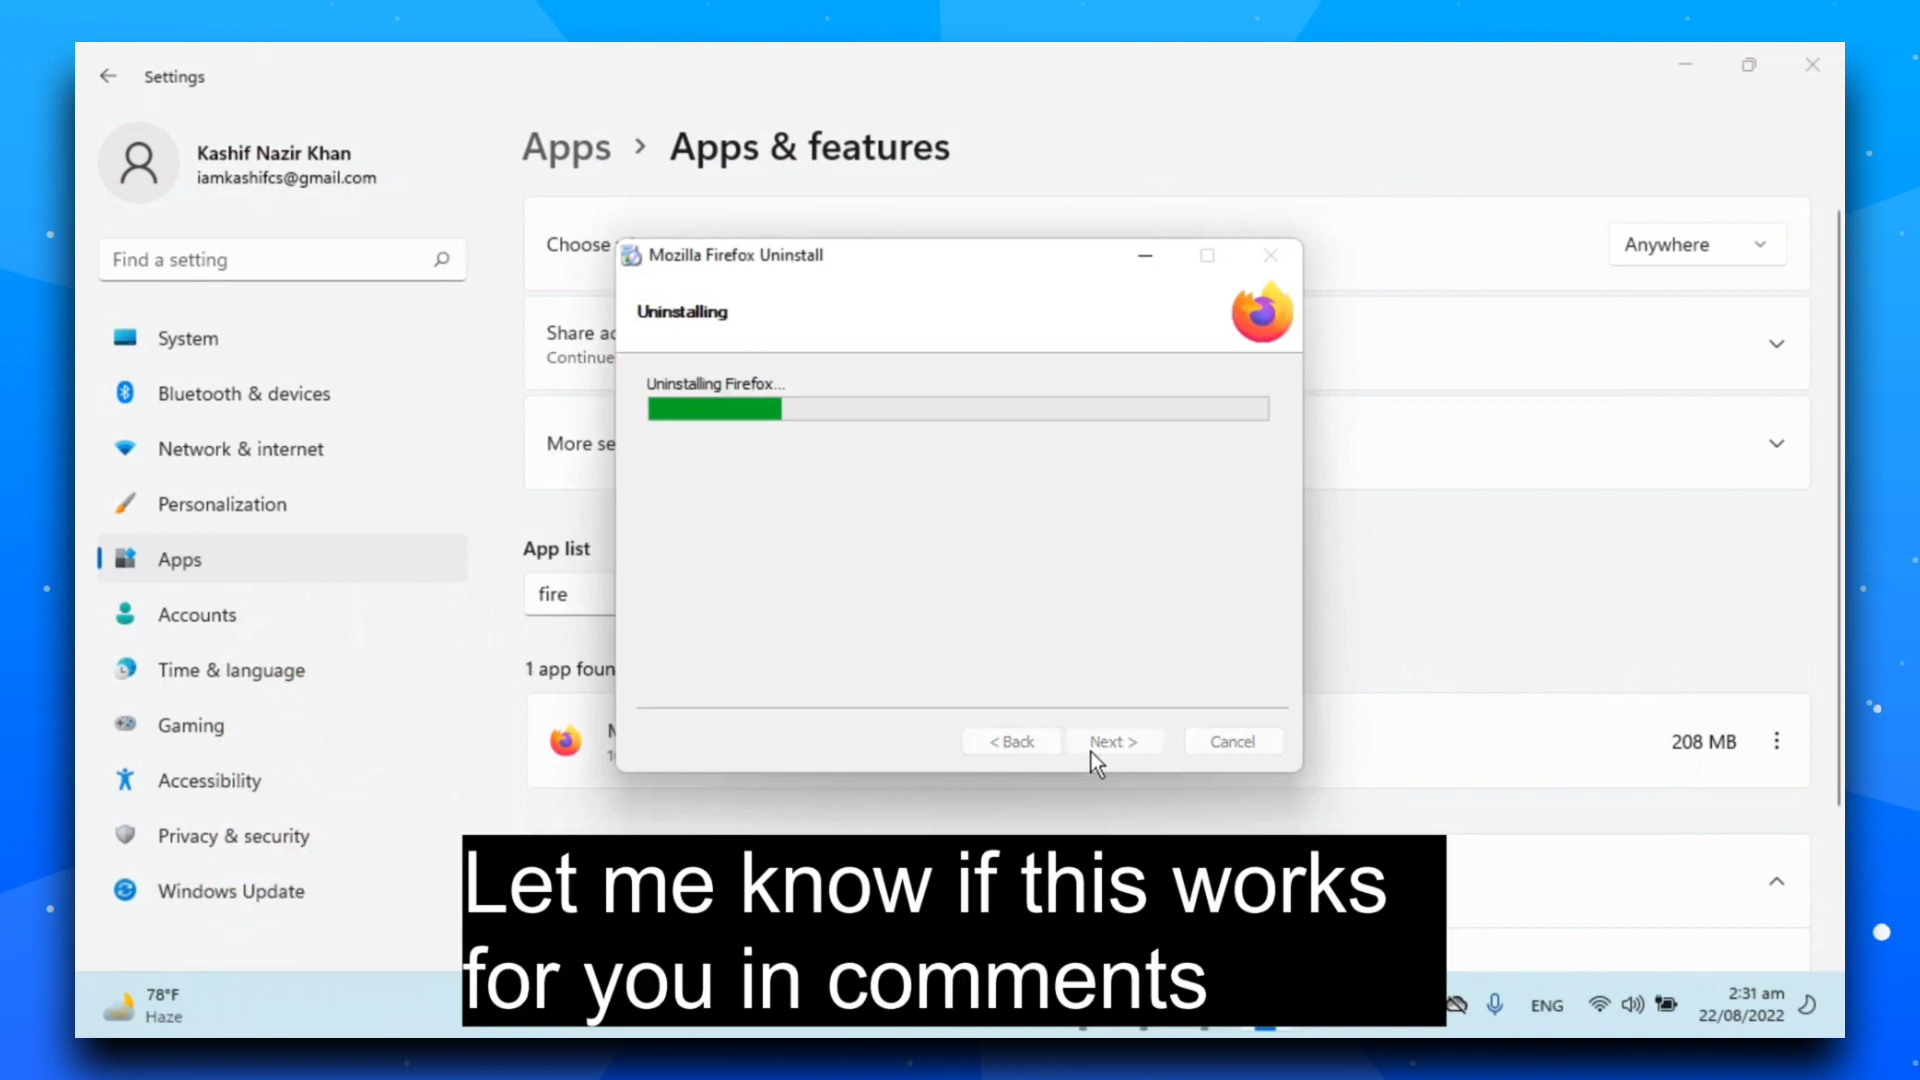 Settings
Kashif Nazir Khan
iamkashifcs@gmail.com
Find a setting
System
Bluetooth & devices
Network & internet
Personalization
Apps
Accounts
Time & language
Gaming
Accessibility
Privacy & security
Windows Update
Apps > Apps & features
Choose
Anywhere
Share
Continue
More
App list
fire
1 app
208 MB
Mozilla Firefox Uninstall
Uninstalling
Uninstalling Firefox...
< Back Next > Cancel
Let me know if this works
for you in comments
78°F
Haze
ENG
2:31 am
22/08/2022